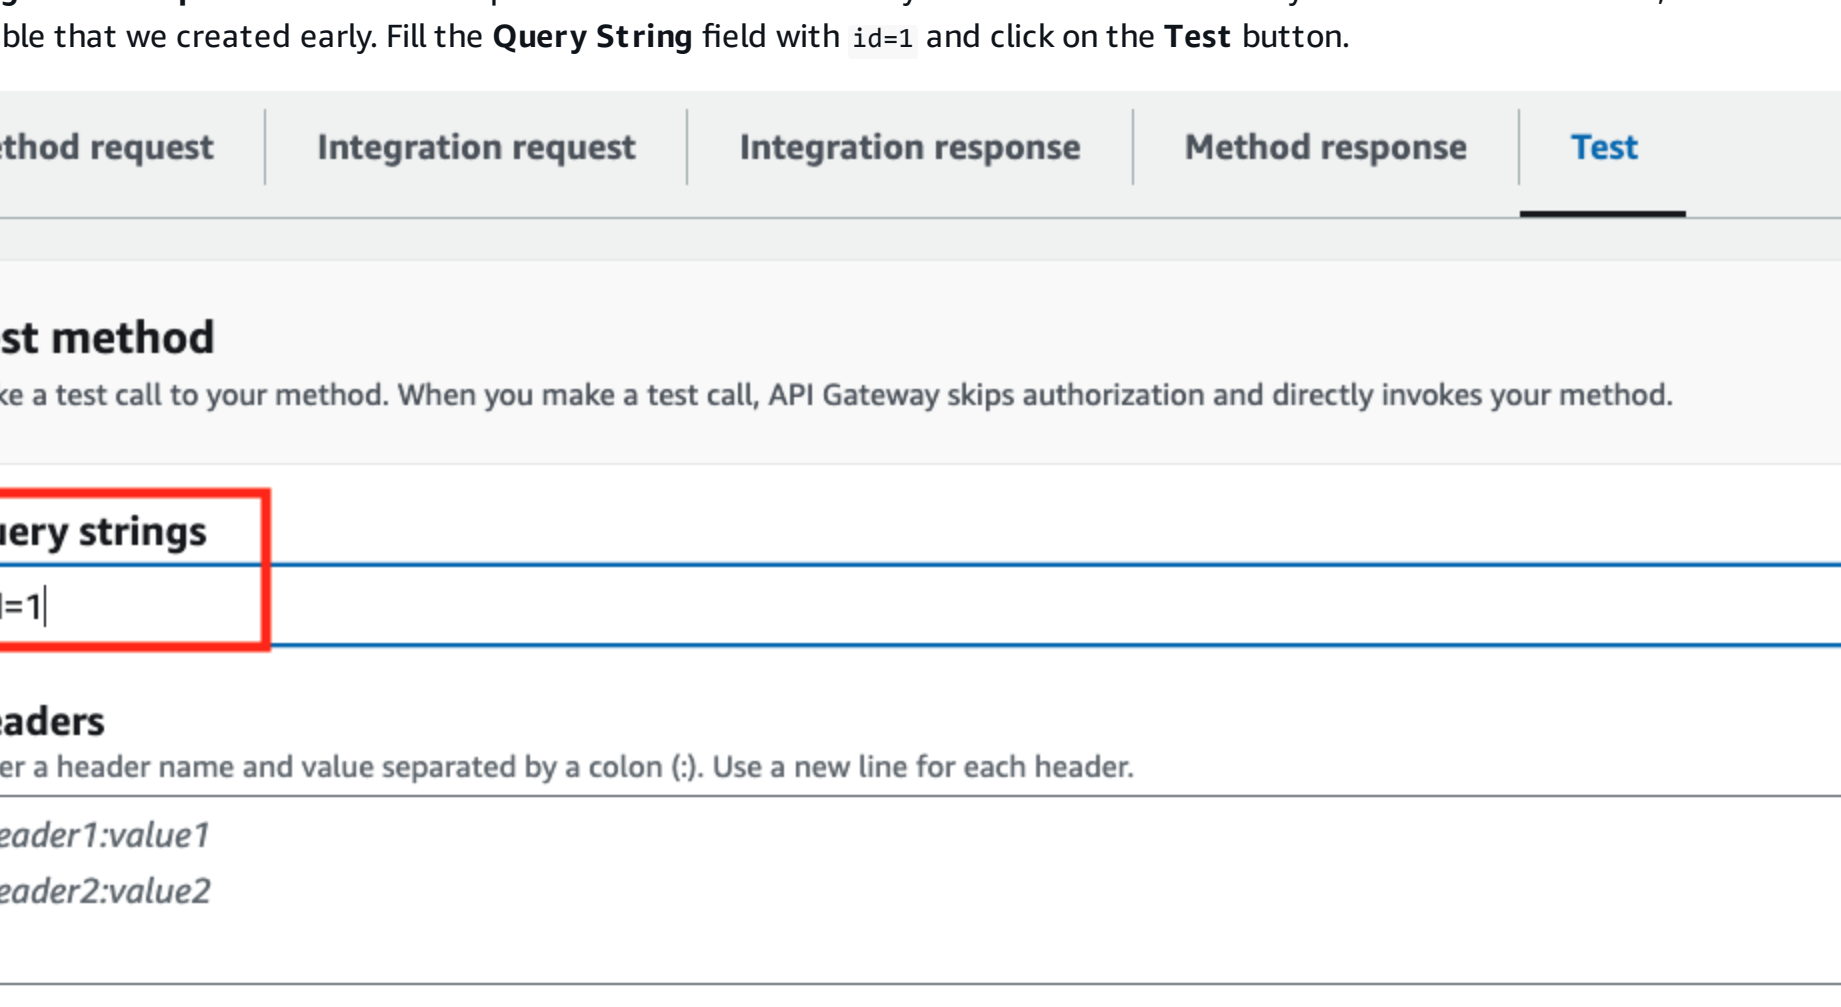 ble that we created early. Fill the Query String field with id=1 and click on the Test button.
thod request Integration request Integration response Method response Test
st method
ke a test call to your method. When you make a test call, API Gateway skips authorization and directly invokes your method.
uery strings
=1
eaders
er a header name and value separated by a colon (:). Use a new line for each header.
eader1:value1
eader2:value2